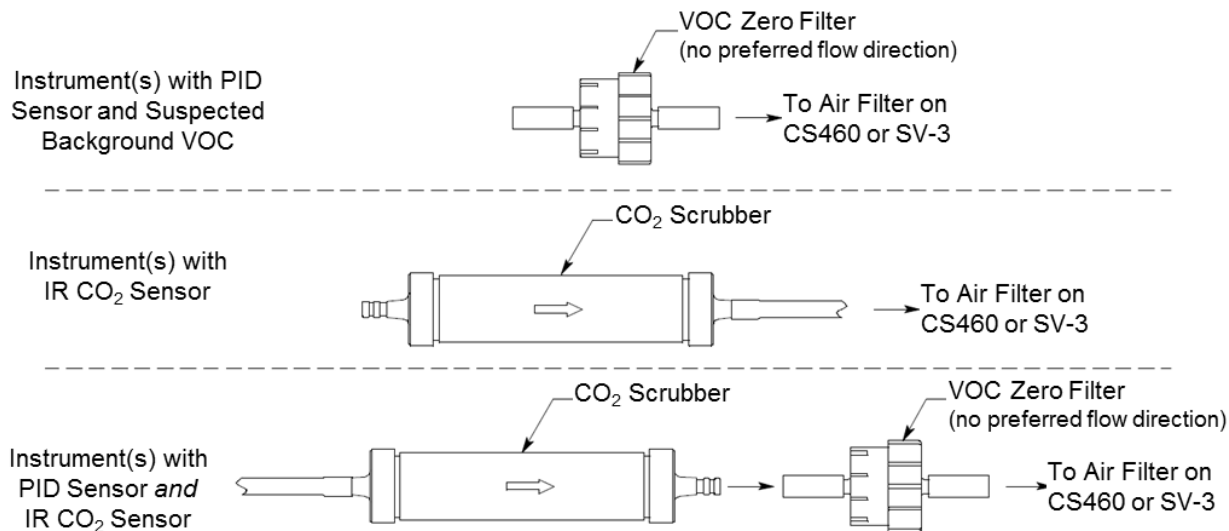 VOC Zero Filter
(no preferred flow direction)
Instrument(s) with PID
Sensor and Suspected
Background VOC
To Air Filter on
CS460 or SV-3
CO₂ Scrubber
Instrument(s) with
IR CO₂ Sensor
To Air Filter on
CS460 or SV-3
CO₂ Scrubber
VOC Zero Filter
(no preferred flow direction)
Instrument(s) with
PID Sensor and
IR CO₂ Sensor
To Air Filter on
CS460 or SV-3